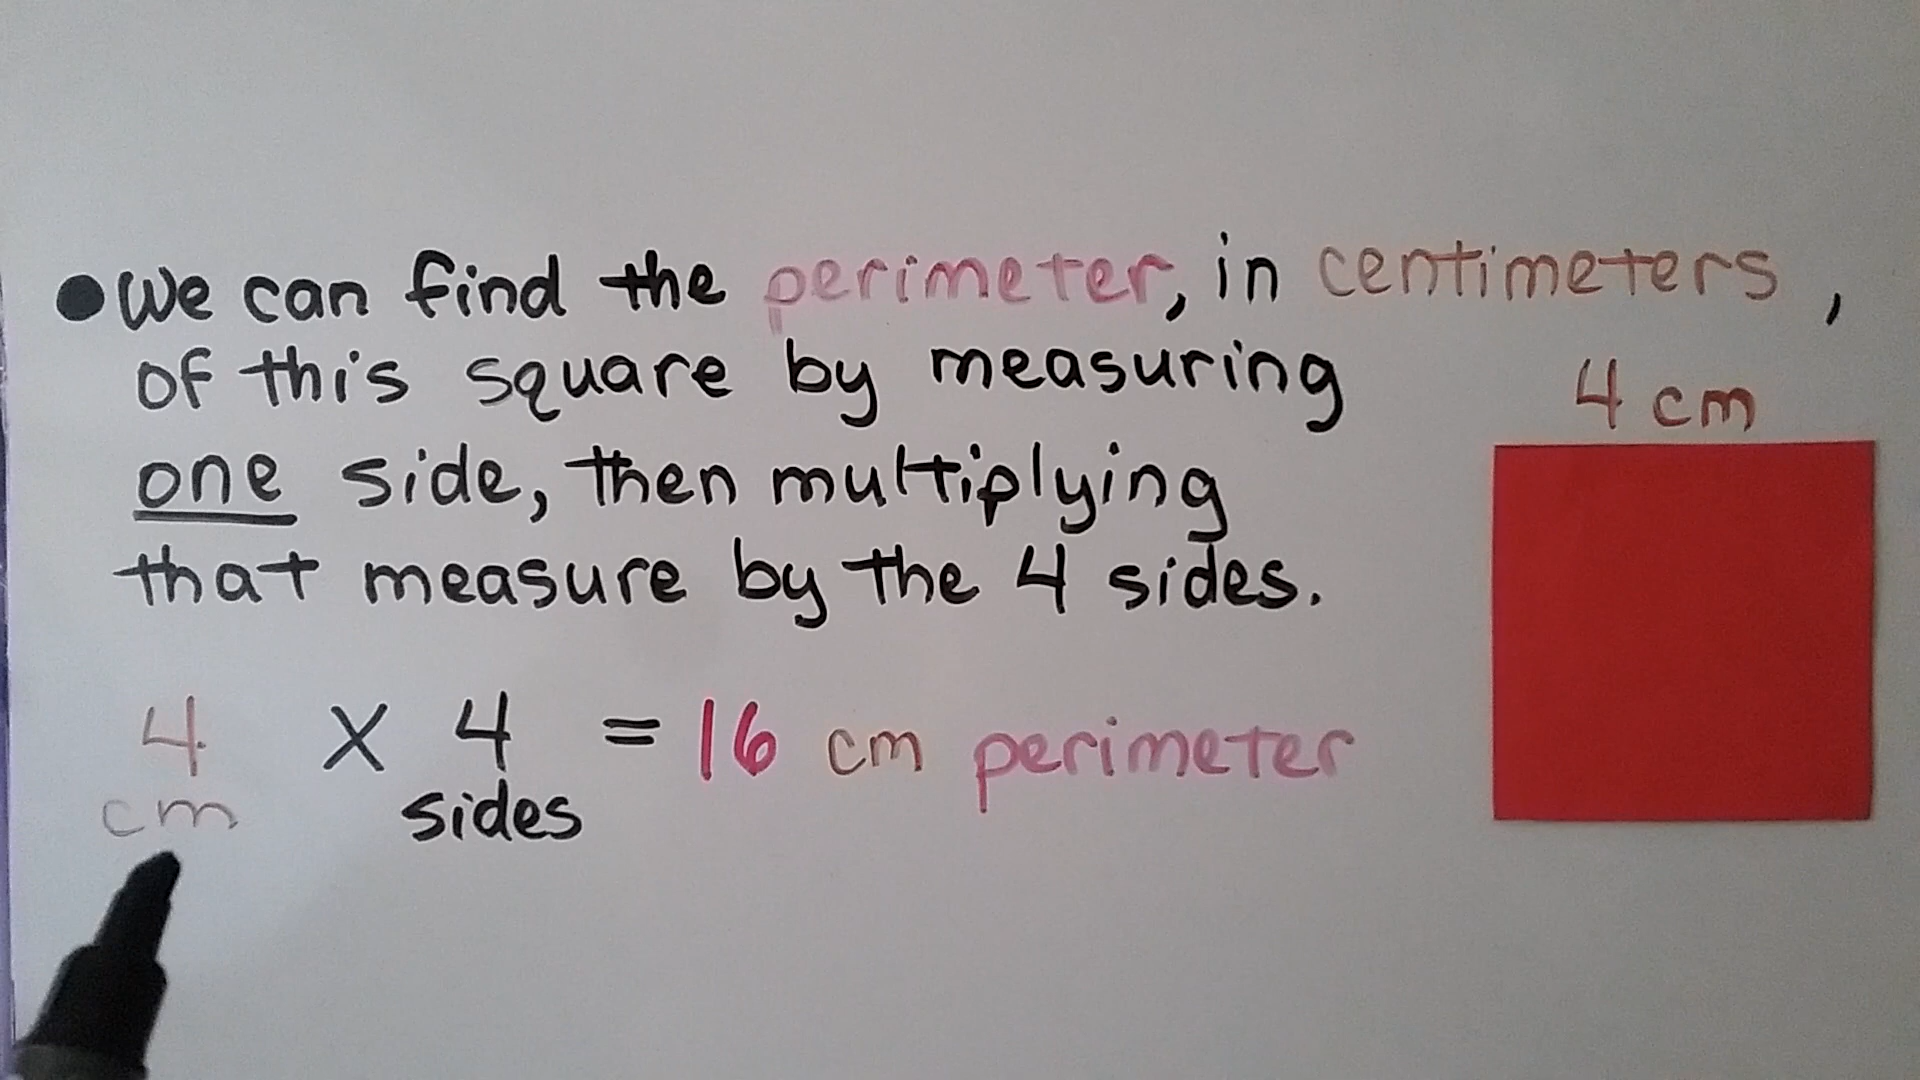 ● We can find the perimeter, in centimeters,
of this square by measuring
one side, then multiplying
that measure by the 4 sides.
4 cm
4 x 4 = 16 cm perimeter
cm sides